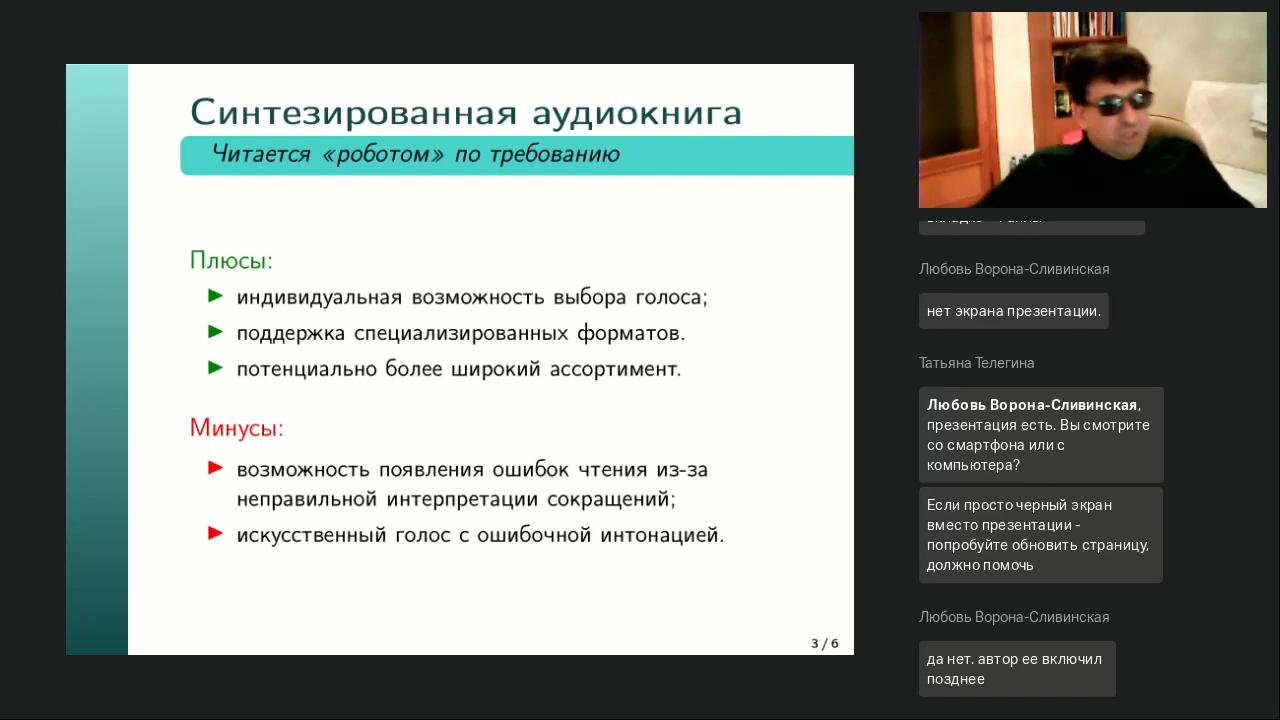 Синтезированная аудиокнига
Читается «роботом» по требованию
Плюсы:
индивидуальная возможность выбора голоса;
поддержка специализированных форматов.
потенциально более широкий ассортимент.
Минусы:
возможность появления ошибок чтения из-за
неправильной интерпретации сокращений;
искусственный голос с ошибочной интонацией.
3 / 6
Любовь Ворона-Сливинская
нет экрана презентации.
Татьяна Телегина
Любовь Ворона-Сливинская,
презентация есть. Вы смотрите
со смартфона или с
компьютера?
Если просто черный экран
вместо презентации -
попробуйте обновить страницу,
должно помочь
Любовь Ворона-Сливинская
да нет. автор ее включил
позднее